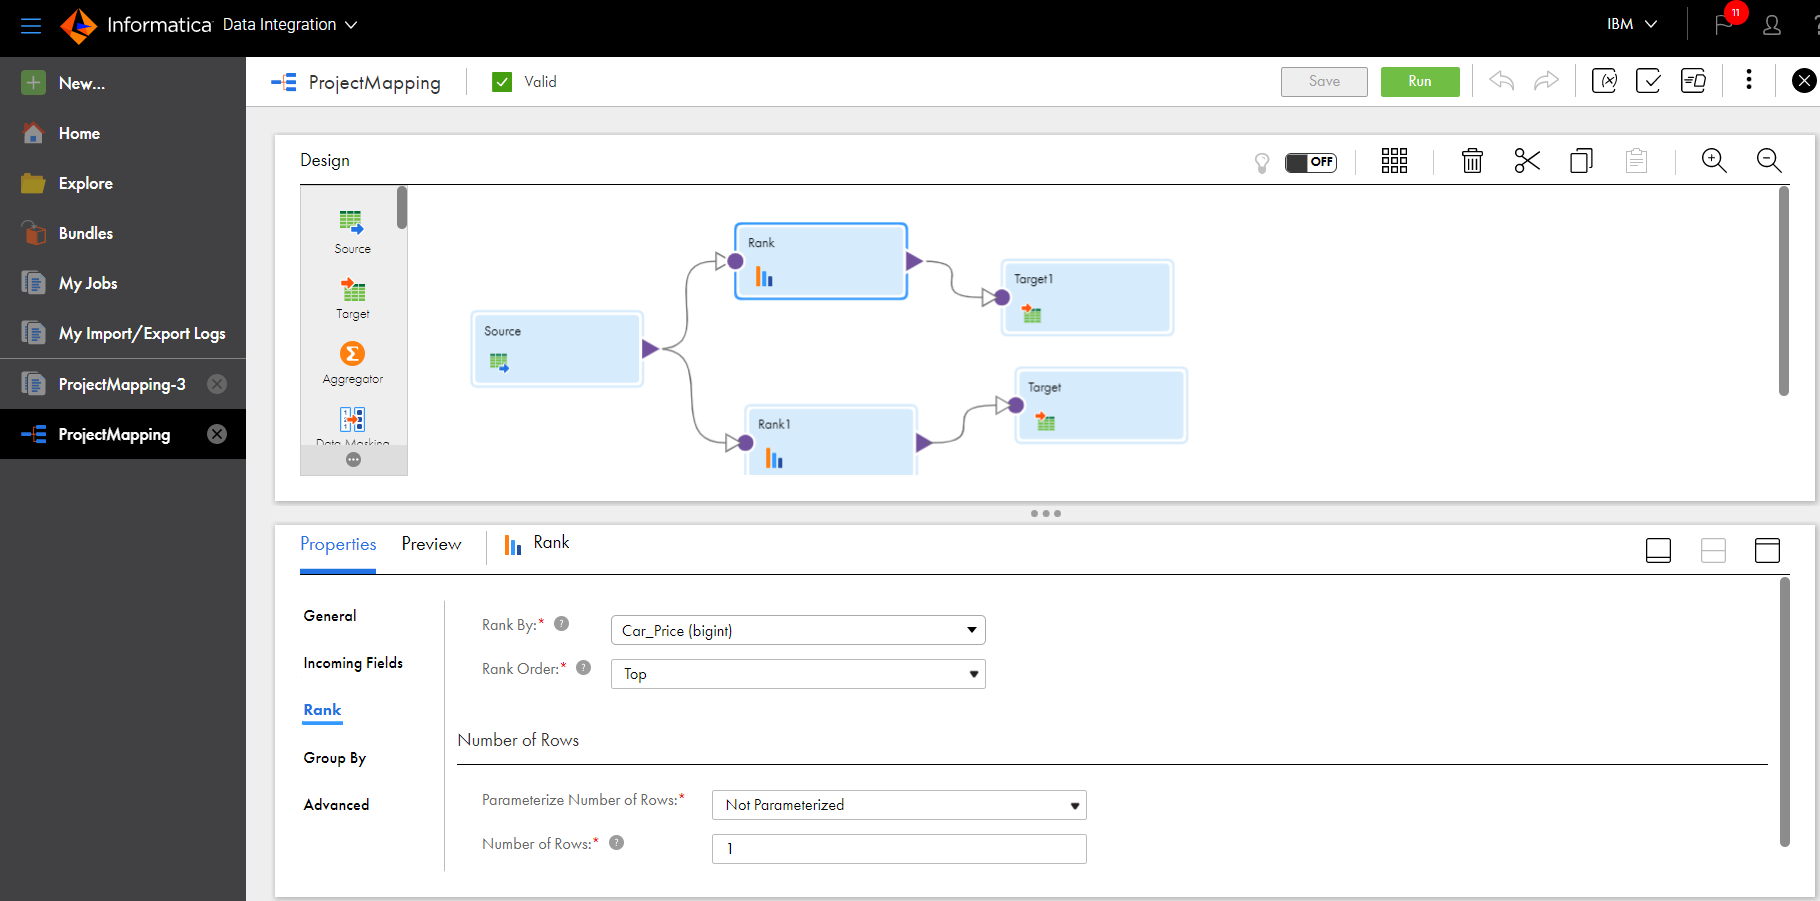 Informatica Data Integration
IBM
11
?
New...
Home
Explore
Bundles
My Jobs
My Import/Export Logs
ProjectMapping-3
ProjectMapping
ProjectMapping
Valid
Save
Run
(x)
Design
OFF
Source
Target
Aggregator
Data Masking
Source
Rank
Rank1
Target1
Target
Properties
Preview
Rank
General
Incoming Fields
Rank
Group By
Advanced
Rank By:* ?
Car_Price (bigint)
Rank Order:* ?
Top
Number of Rows
Parameterize Number of Rows:*
Not Parameterized
Number of Rows:* ?
1